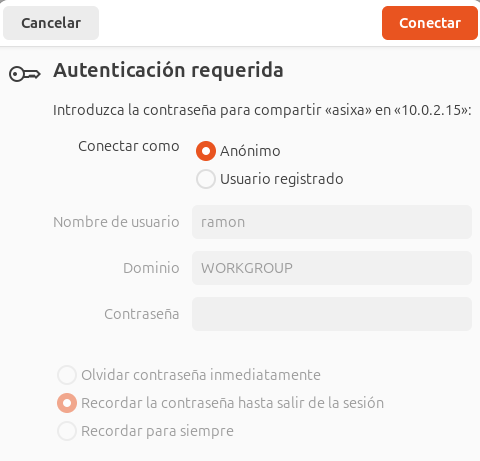 Cancelar
Conectar
Autenticación requerida
Introduzca la contraseña para compartir «asixa» en «10.0.2.15»:
Conectar como
Anónimo
Usuario registrado
Nombre de usuario ramon
Dominio WORKGROUP
Contraseña
Olvidar contraseña inmediatamente
Recordar la contraseña hasta salir de la sesión
Recordar para siempre